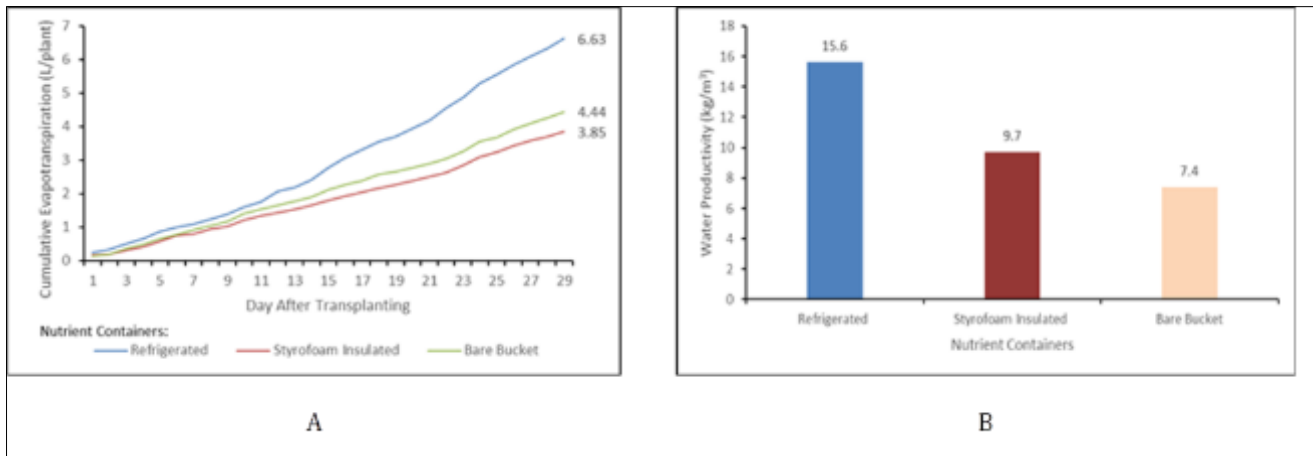 Cumulative Evapotranspiration (L/plant)
7
6
5
4
3
2
1
0
6.63
4.44
3.85
1 3 5 7 9 11 13 15 17 19 21 23 25 27 29
Day After Transplanting
Nutrient Containers:
Refrigerated Styrofoam Insulated Bare Bucket
A
Water Productivity (kg/m³)
18
16
14
12
10
8
6
4
2
0
15.6
9.7
7.4
Refrigerated Styrofoam Insulated Bare Bucket
Nutrient Containers
B